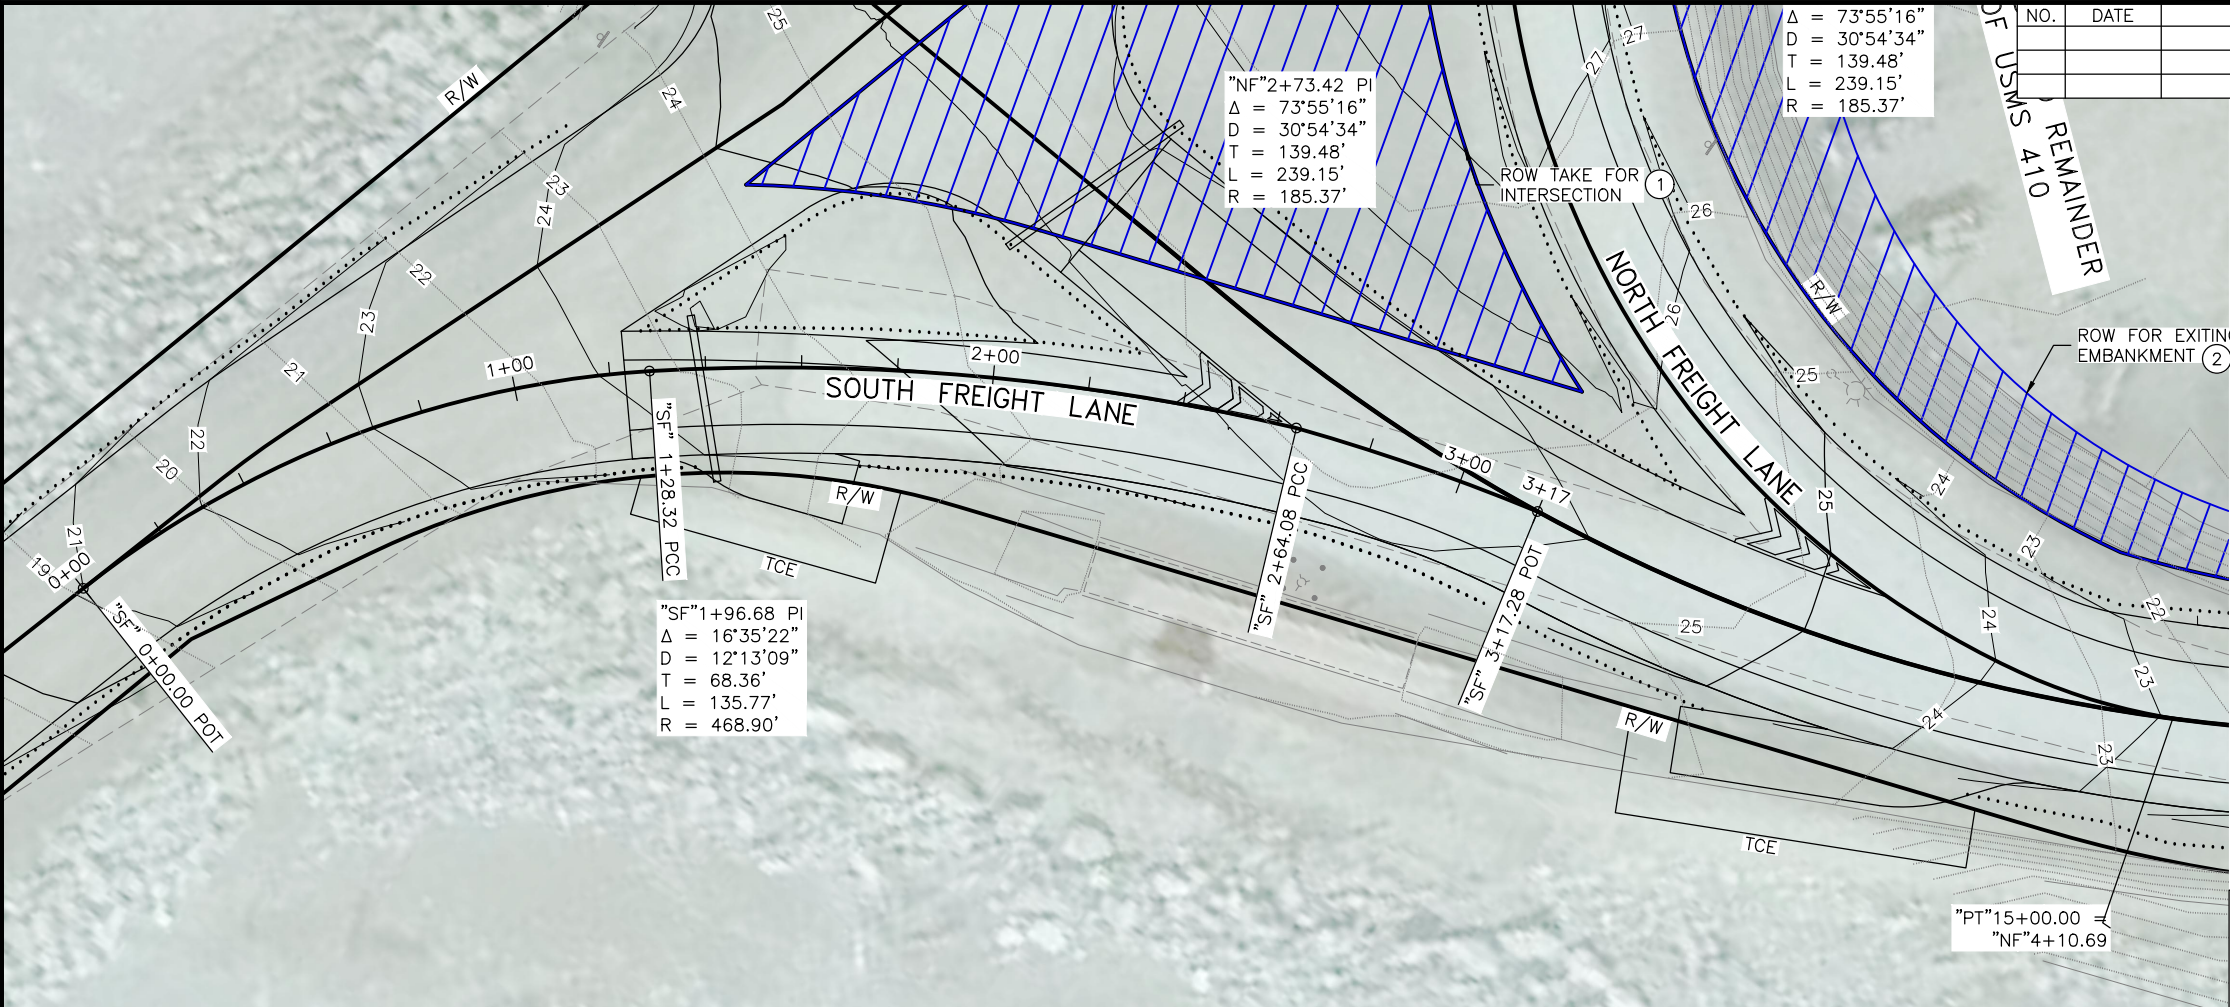 NO. DATE
Δ = 73°55'16"
D = 30°54'34"
T = 139.48'
L = 239.15'
R = 185.37'
OF USMS 410
REMAINDER
"NF"2+73.42 PI
Δ = 73°55'16"
D = 30°54'34"
T = 139.48'
L = 239.15'
R = 185.37'
ROW TAKE FOR
INTERSECTION 1
R/W
25
24
23
24
22
23
21
22
20
21
19
27
27
26
26
25
25
24
23
22
NORTH FREIGHT LANE
R/W
ROW FOR EXITING
EMBANKMENT 2
1+00
2+00
SOUTH FREIGHT LANE
3+00
3+17
0+00
"SF" 0+00.00 POT
"SF" 1+28.32 PCC
R/W
TCE
"SF" 2+64.08 PCC
"SF" 3+17.28 POT
25
24
24
23
23
"SF"1+96.68 PI
Δ = 16°35'22"
D = 12°13'09"
T = 68.36'
L = 135.77'
R = 468.90'
R/W
TCE
"PT"15+00.00 =
"NF"4+10.69